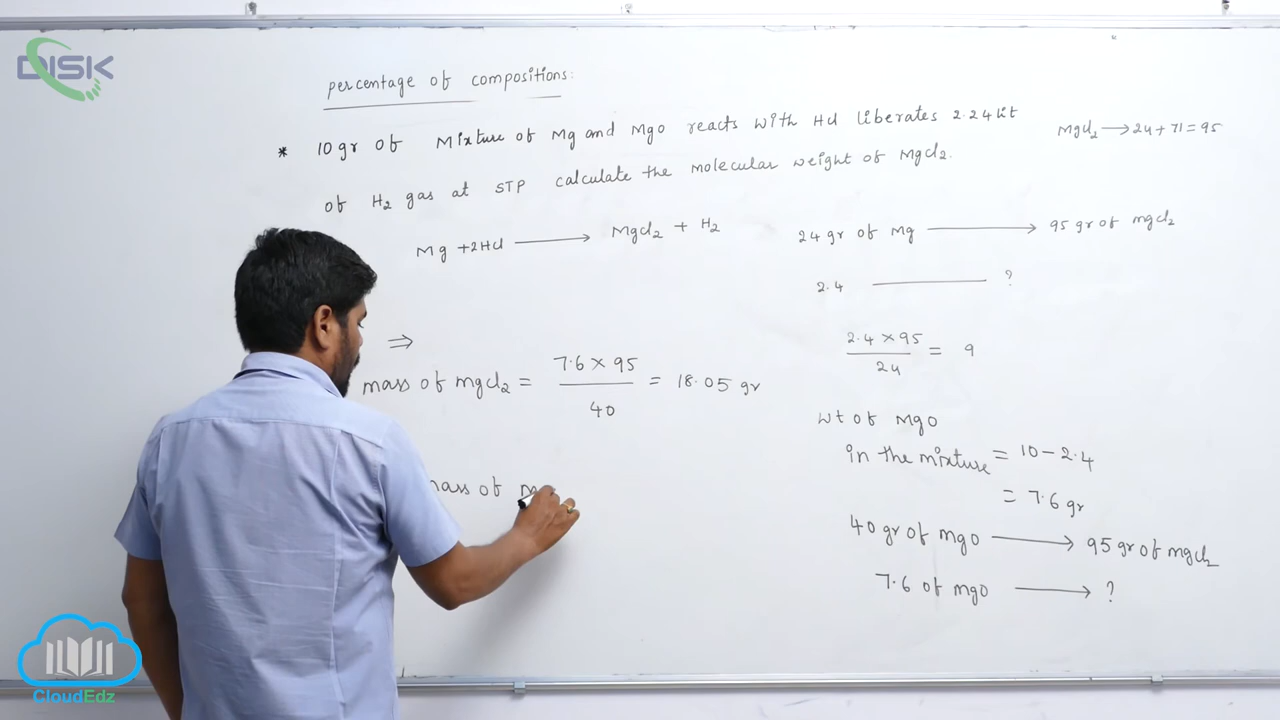 DISK
percentage of compositions:
* 10gr of Mixture of Mg and MgO reacts with Hcl liberates 2.24lit
of H₂ gas at STP calculate the molecular weight of Mgcl₂.
Mgcl₂ → 24+71=95
Mg +2Hcl → Mgcl₂ + H₂
⇒
mass of mgcl₂ = 7.6 × 95 / 40 = 18.05 gr
mass of M
24 gr of Mg → 95 gr of mgcl₂
2.4 — ?
2.4 × 95 / 24 = 9
wt of Mgo
in the mixture = 10 - 2.4
= 7.6 gr
40 gr of mgo → 95 gr of mgcl₂
7.6 of mgo → ?
CloudEdz